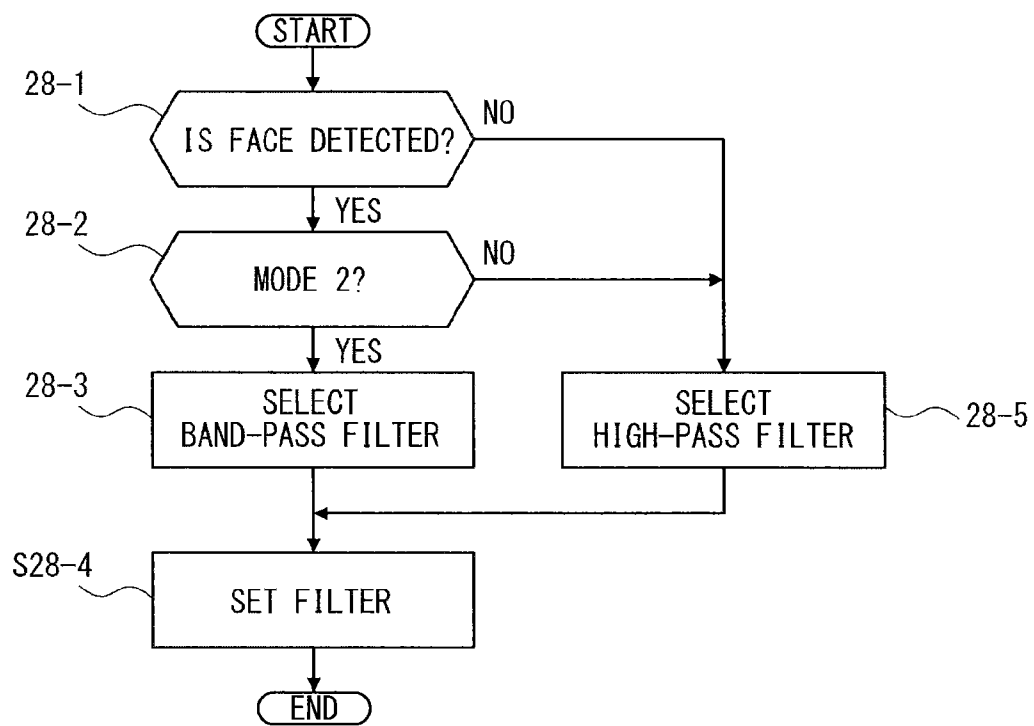 START
28-1
IS FACE DETECTED?
NO
YES
28-2
MODE 2?
NO
YES
28-3
SELECT
BAND-PASS FILTER
SELECT
HIGH-PASS FILTER
28-5
S28-4
SET FILTER
END